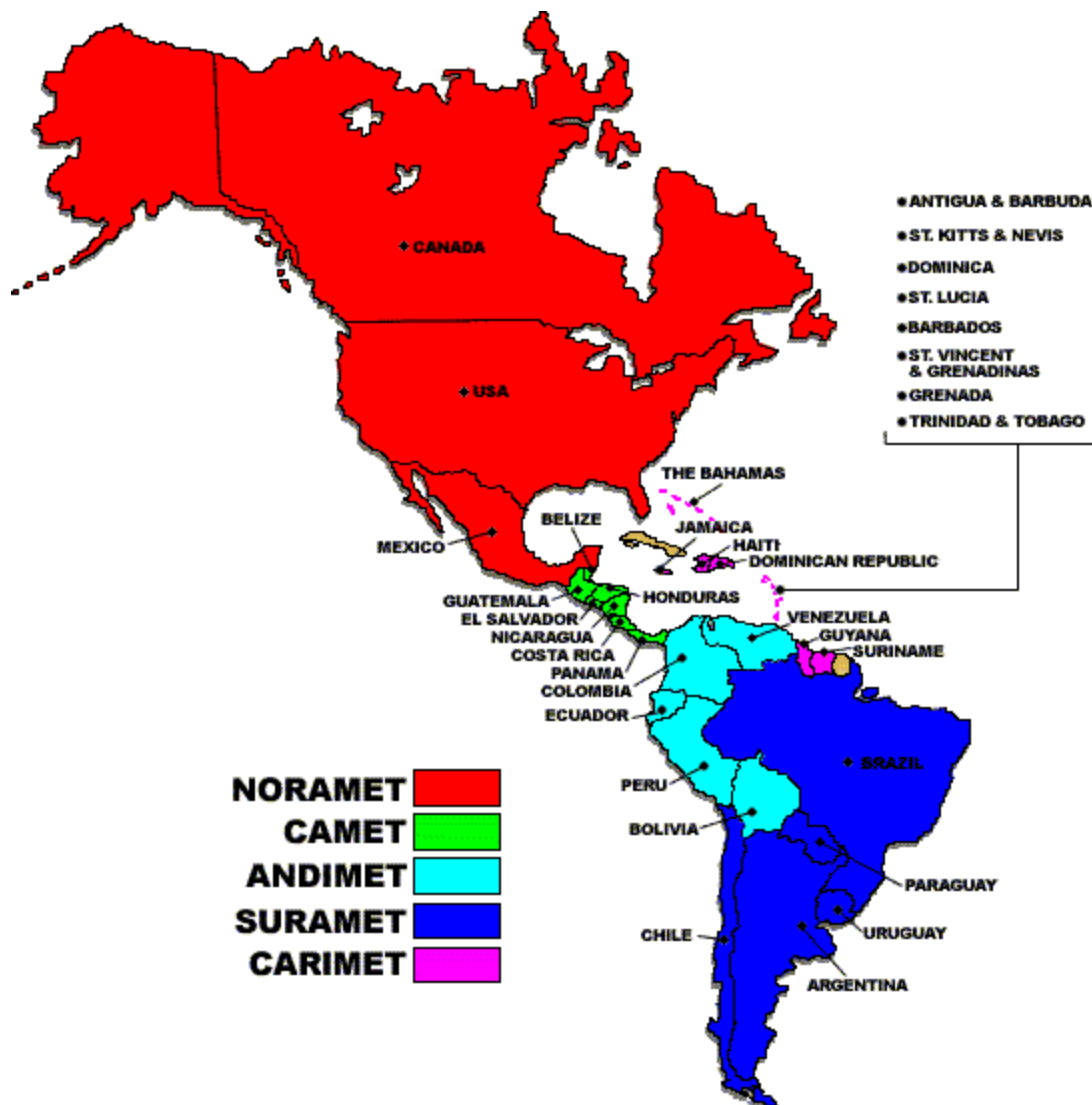 ANTIGUA & BARBUDA
ST. KITTS & NEVIS
DOMINICA
CANADA
ST. LUCIA
BARBADOS
ST. VINCENT
& GRENADINAS
USA
GRENADA
TRINIDAD & TOBAGO
THE BAHAMAS
BELIZE
JAMAICA
MEXICO
HAITI
DOMINICAN REPUBLIC
GUATEMALA
HONDURAS
EL SALVADOR
VENEZUELA
NICARAGUA
GUYANA
COSTA RICA
SURINAME
PANAMA
COLOMBIA
ECUADOR
BRAZIL
PERU
NORAMET
CAMET
BOLIVIA
ANDIMET
PARAGUAY
SURAMET
CHILE
URUGUAY
CARIMET
ARGENTINA